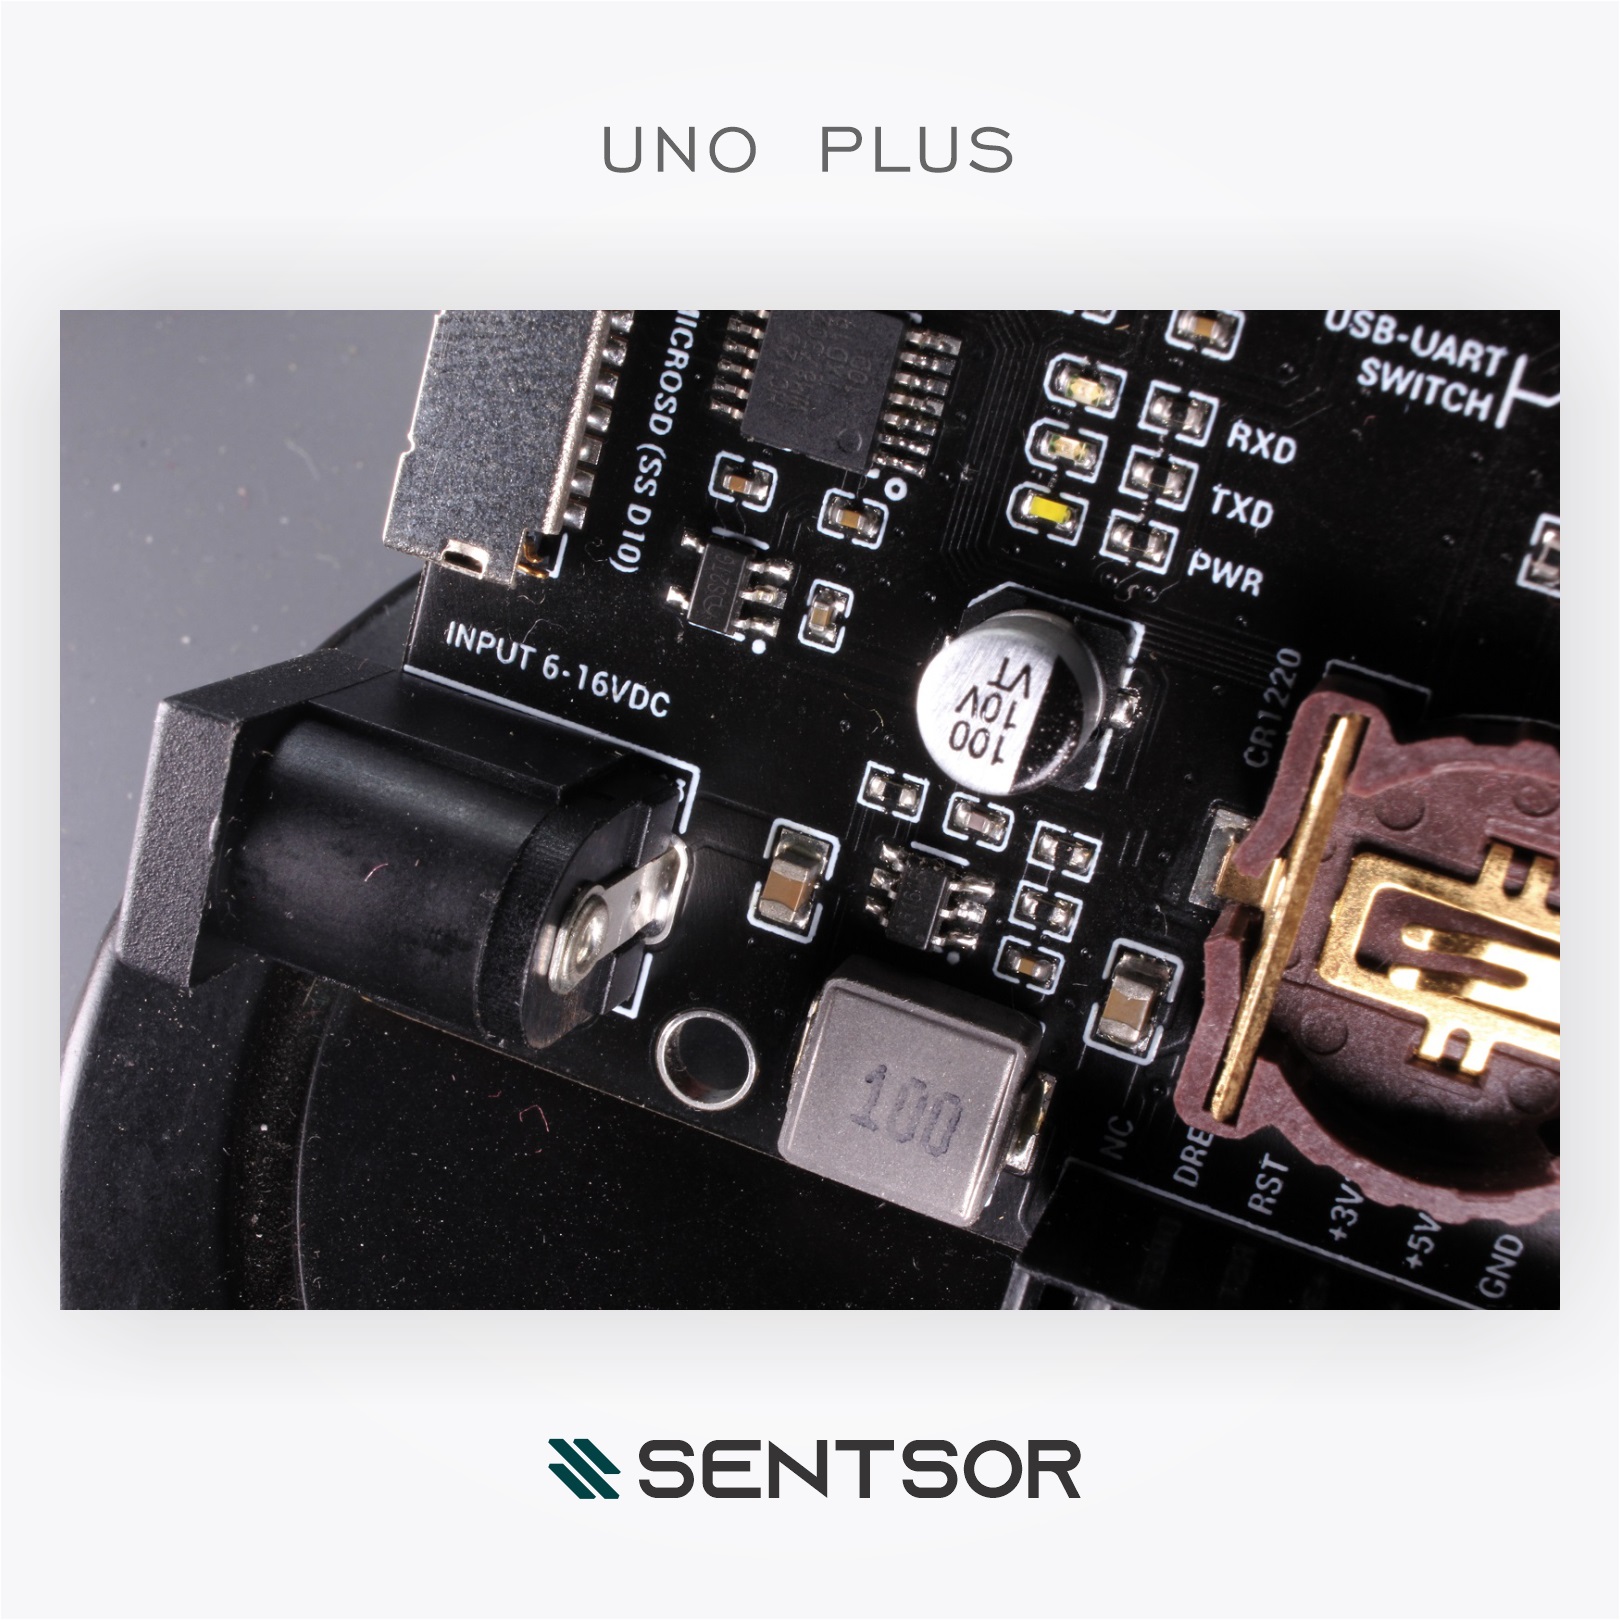 UNO PLUS
USB-UART
SWITCH
MICROSD (SS D10)
RXD
TXD
PWR
INPUT 6-16VDC
100
10V
VT
CR1220
100
NC
DRE
RST
+3V
+5V
GND
SENTSOR